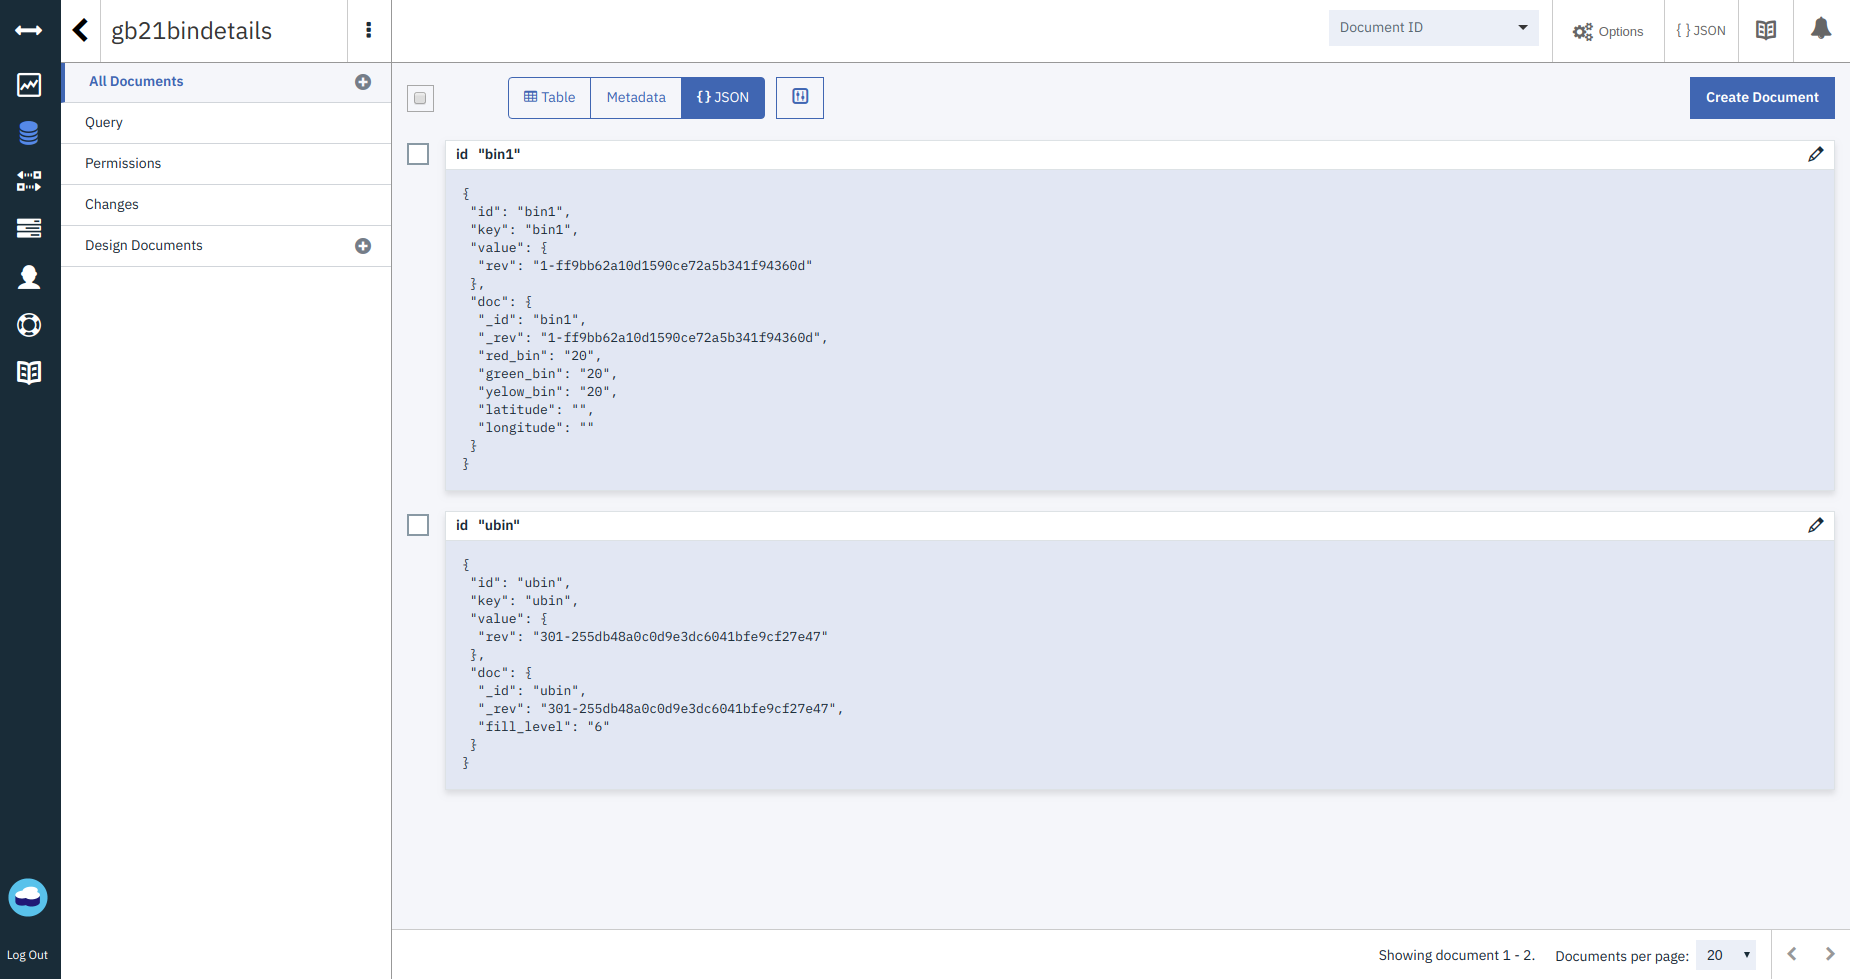 gb21bindetails
Document ID
Options
{ } JSON
All Documents
Query
Permissions
Changes
Design Documents
Table
Metadata
{ } JSON
Create Document
id "bin1"
{
"id": "bin1",
"key": "bin1",
"value": {
"rev": "1-ff9bb62a10d1590ce72a5b341f94360d"
},
"doc": {
"_id": "bin1",
"_rev": "1-ff9bb62a10d1590ce72a5b341f94360d",
"red_bin": "20",
"green_bin": "20",
"yelow_bin": "20",
"latitude": "",
"longitude": ""
}
}
id "ubin"
{
"id": "ubin",
"key": "ubin",
"value": {
"rev": "301-255db48a0c0d9e3dc6041bfe9cf27e47"
},
"doc": {
"_id": "ubin",
"_rev": "301-255db48a0c0d9e3dc6041bfe9cf27e47",
"fill_level": "6"
}
}
Log Out
Showing document 1 - 2.
Documents per page: 20